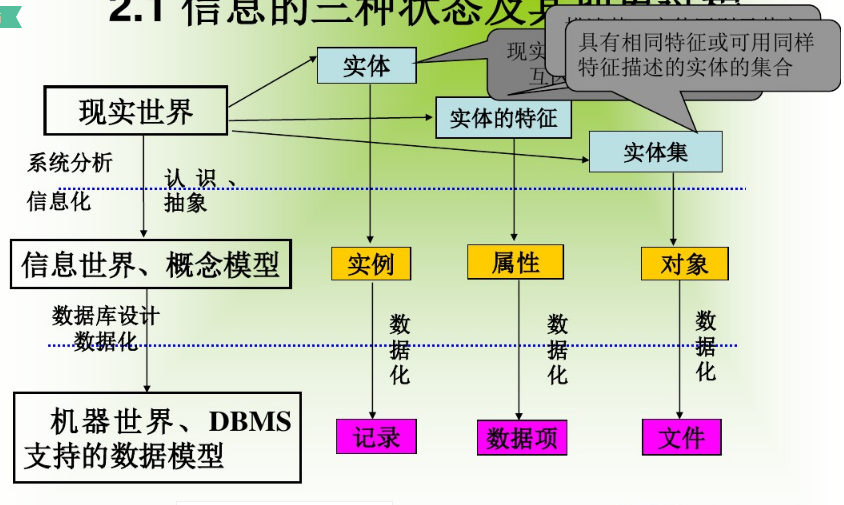 2.1 信息的三种状态及其
具有相同特征或可用同样
特征描述的实体的集合
现实
互
实体
现实世界
实体的特征
实体集
系统分析
认 识 、
信息化
抽象
信息世界、概念模型
实例
属性
对象
数据库设计
数据化
数
据
化
数
据
化
数
据
化
机器世界、DBMS
支持的数据模型
记录
数据项
文件